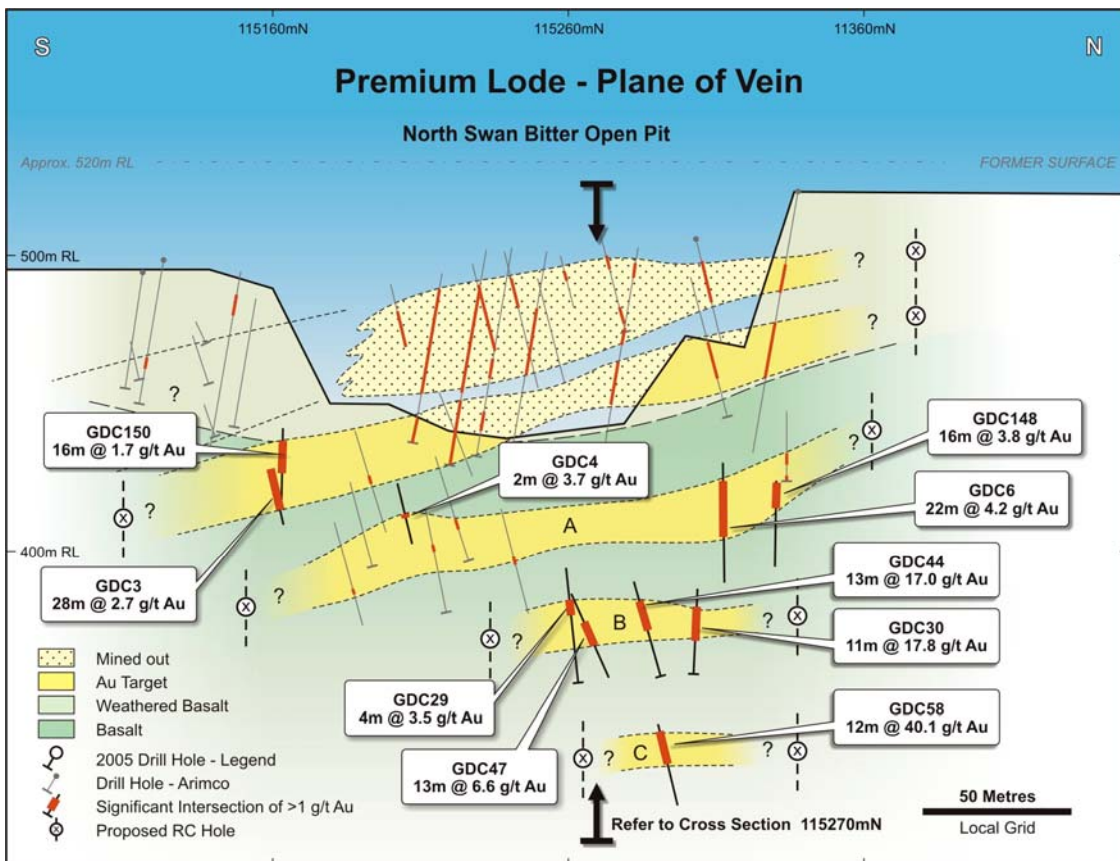 115160mN
115260mN
11360mN
S
N
Premium Lode - Plane of Vein
North Swan Bitter Open Pit
Approx. 520m RL
FORMER SURFACE
500m RL
?
X
?
X
?
GDC150
16m @ 1.7 g/t Au
GDC4
2m @ 3.7 g/t Au
?
X
GDC148
16m @ 3.8 g/t Au
GDC6
22m @ 4.2 g/t Au
X
?
A
400m RL
GDC3
28m @ 2.7 g/t Au
X
?
GDC44
13m @ 17.0 g/t Au
X
?
B
?
X
GDC30
11m @ 17.8 g/t Au
Mined out
Au Target
Weathered Basalt
Basalt
2005 Drill Hole - Legend
Drill Hole - Arimco
Significant Intersection of >1 g/t Au
Proposed RC Hole
X
GDC29
4m @ 3.5 g/t Au
GDC47
13m @ 6.6 g/t Au
GDC58
12m @ 40.1 g/t Au
X
?
C
?
X
Refer to Cross Section 115270mN
50 Metres
Local Grid